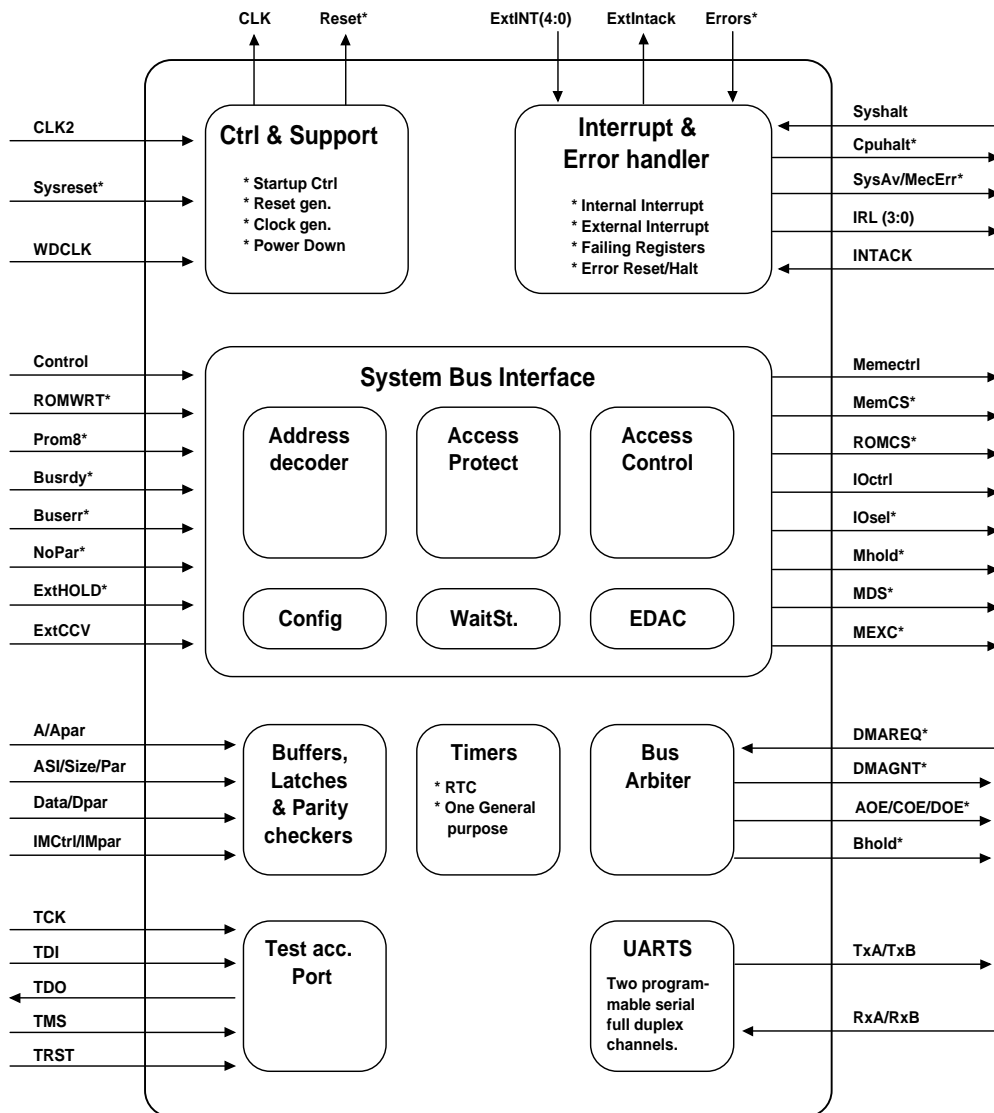 CLK
Reset*
ExtINT(4:0)
ExtIntack
Errors*
CLK2
Sysreset*
WDCLK
Ctrl & Support
* Startup Ctrl
* Reset gen.
* Clock gen.
* Power Down
Interrupt &
Error handler
* Internal Interrupt
* External Interrupt
* Failing Registers
* Error Reset/Halt
Syshalt
Cpuhalt*
SysAv/MecErr*
IRL (3:0)
INTACK
Control
ROMWRT*
Prom8*
Busrdy*
Buserr*
NoPar*
ExtHOLD*
ExtCCV
System Bus Interface
Address
decoder
Access
Protect
Access
Control
Config
WaitSt.
EDAC
Memectrl
MemCS*
ROMCS*
IOctrl
IOsel*
Mhold*
MDS*
MEXC*
A/Apar
ASI/Size/Par
Data/Dpar
IMCtrl/IMpar
Buffers,
Latches
& Parity
checkers
Timers
* RTC
* One General
purpose
Bus
Arbiter
DMAREQ*
DMAGNT*
AOE/COE/DOE*
Bhold*
TCK
TDI
TDO
TMS
TRST
Test acc.
Port
UARTS
Two program-
mable serial
full duplex
channels.
TxA/TxB
RxA/RxB